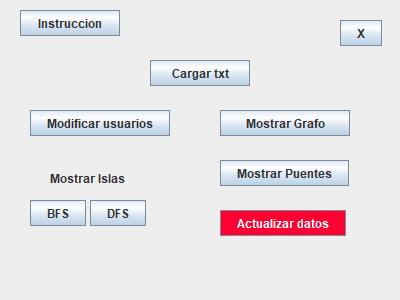 Instruccion
X
Cargar txt
Modificar usuarios
Mostrar Grafo
Mostrar Puentes
Mostrar Islas
BFS
DFS
Actualizar datos